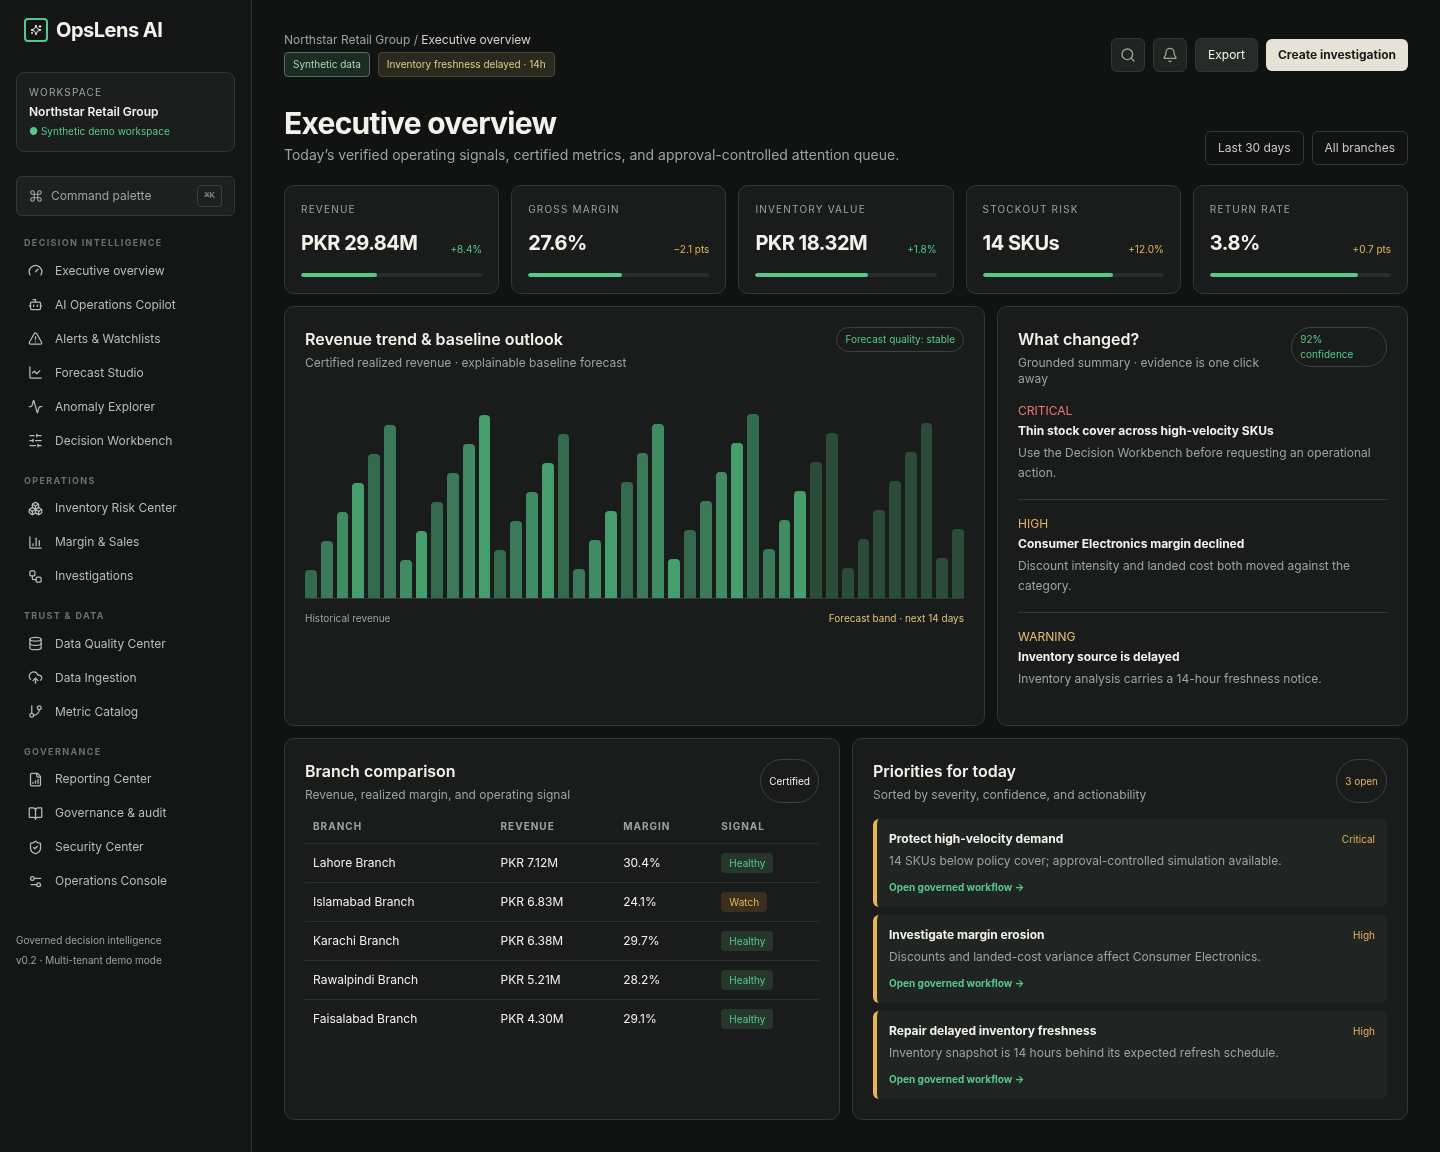 OpsLens AI
WORKSPACE
Northstar Retail Group
Synthetic demo workspace
Command palette
⌘K
DECISION INTELLIGENCE
Executive overview
AI Operations Copilot
Alerts & Watchlists
Forecast Studio
Anomaly Explorer
Decision Workbench
OPERATIONS
Inventory Risk Center
Margin & Sales
Investigations
TRUST & DATA
Data Quality Center
Data Ingestion
Metric Catalog
GOVERNANCE
Reporting Center
Governance & audit
Security Center
Operations Console
Governed decision intelligence
v0.2 · Multi-tenant demo mode
Northstar Retail Group / Executive overview
Synthetic data
Inventory freshness delayed · 14h
Export
Create investigation
Executive overview
Today's verified operating signals, certified metrics, and approval-controlled attention queue.
Last 30 days
All branches
REVENUE
PKR 29.84M
+8.4%
GROSS MARGIN
27.6%
−2.1 pts
INVENTORY VALUE
PKR 18.32M
+1.8%
STOCKOUT RISK
14 SKUs
+12.0%
RETURN RATE
3.8%
+0.7 pts
Revenue trend & baseline outlook
Certified realized revenue · explainable baseline forecast
Forecast quality: stable
Historical revenue
Forecast band · next 14 days
What changed?
Grounded summary · evidence is one click
away
92%
confidence
CRITICAL
Thin stock cover across high-velocity SKUs
Use the Decision Workbench before requesting an operational
action.
HIGH
Consumer Electronics margin declined
Discount intensity and landed cost both moved against the
category.
WARNING
Inventory source is delayed
Inventory analysis carries a 14-hour freshness notice.
Branch comparison
Revenue, realized margin, and operating signal
Certified
BRANCH REVENUE MARGIN SIGNAL
Lahore Branch PKR 7.12M 30.4% Healthy
Islamabad Branch PKR 6.83M 24.1% Watch
Karachi Branch PKR 6.38M 29.7% Healthy
Rawalpindi Branch PKR 5.21M 28.2% Healthy
Faisalabad Branch PKR 4.30M 29.1% Healthy
Priorities for today
Sorted by severity, confidence, and actionability
3 open
Protect high-velocity demand
Critical
14 SKUs below policy cover; approval-controlled simulation available.
Open governed workflow →
Investigate margin erosion
High
Discounts and landed-cost variance affect Consumer Electronics.
Open governed workflow →
Repair delayed inventory freshness
High
Inventory snapshot is 14 hours behind its expected refresh schedule.
Open governed workflow →